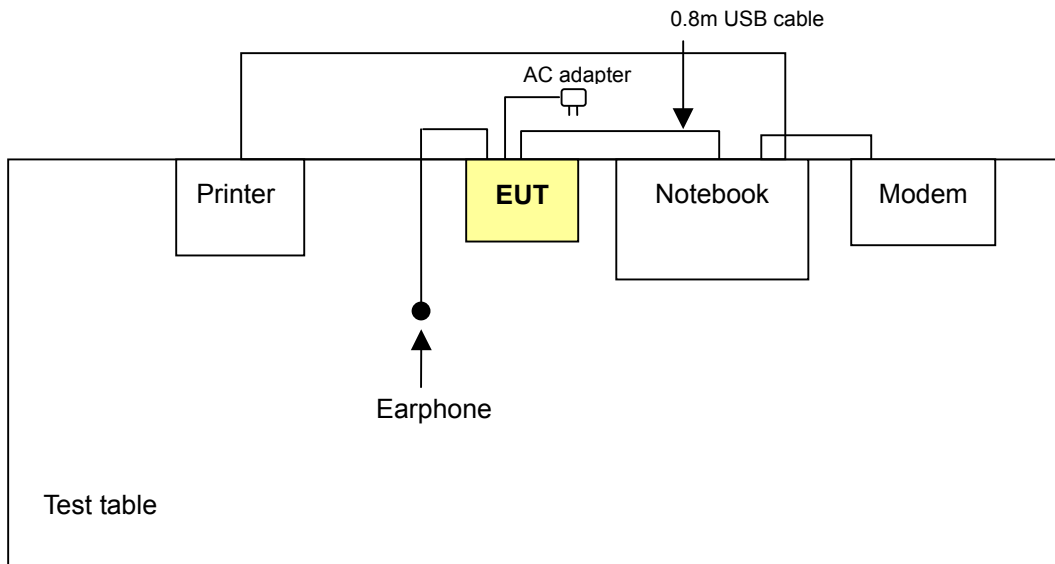 0.8m USB cable
AC adapter
Printer
EUT
Notebook
Modem
Earphone
Test table